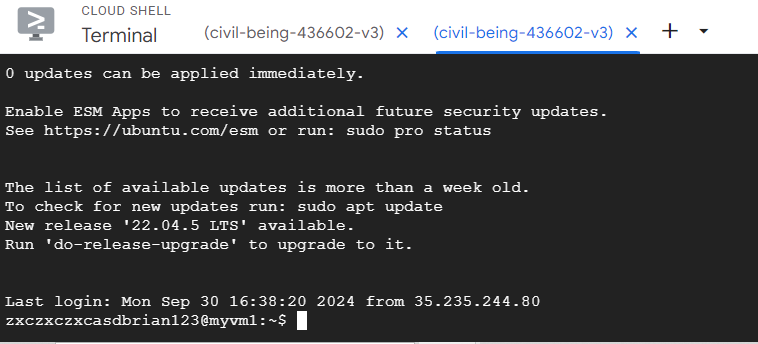 CLOUD SHELL
Terminal
(civil-being-436602-v3) ×
(civil-being-436602-v3) ×
+
0 updates can be applied immediately.
Enable ESM Apps to receive additional future security updates.
See https://ubuntu.com/esm or run: sudo pro status
The list of available updates is more than a week old.
To check for new updates run: sudo apt update
New release '22.04.5 LTS' available.
Run 'do-release-upgrade' to upgrade to it.
Last login: Mon Sep 30 16:38:20 2024 from 35.235.244.80
zxczxczxcasdbrian123@myvm1:~$